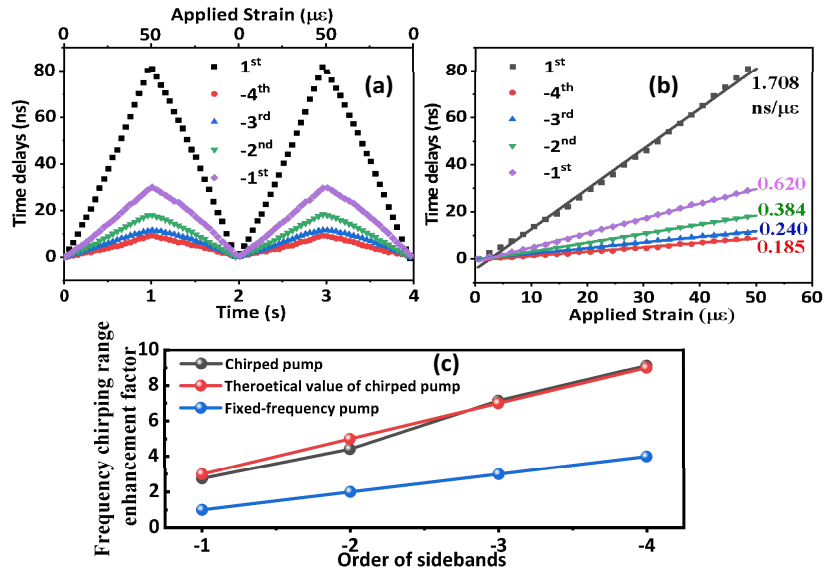 Applied Strain (με)
0 50 0 50 0
80
60
40
20
0
Time delays (ns)
1st
-4th
-3rd
-2nd
-1st
(a)
0 1 2 3 4
Time (s)
80
60
40
20
0
Time delays (ns)
1st
-4th
-3rd
-2nd
-1st
(b)
1.708
ns/με
0.620
0.384
0.240
0.185
0 10 20 30 40 50 60
Applied Strain (με)
Frequency chirping range
enhancement factor
10
8
6
4
2
0
Chirped pump
Theroetical value of chirped pump
Fixed-frequency pump
(c)
-1 -2 -3 -4
Order of sidebands